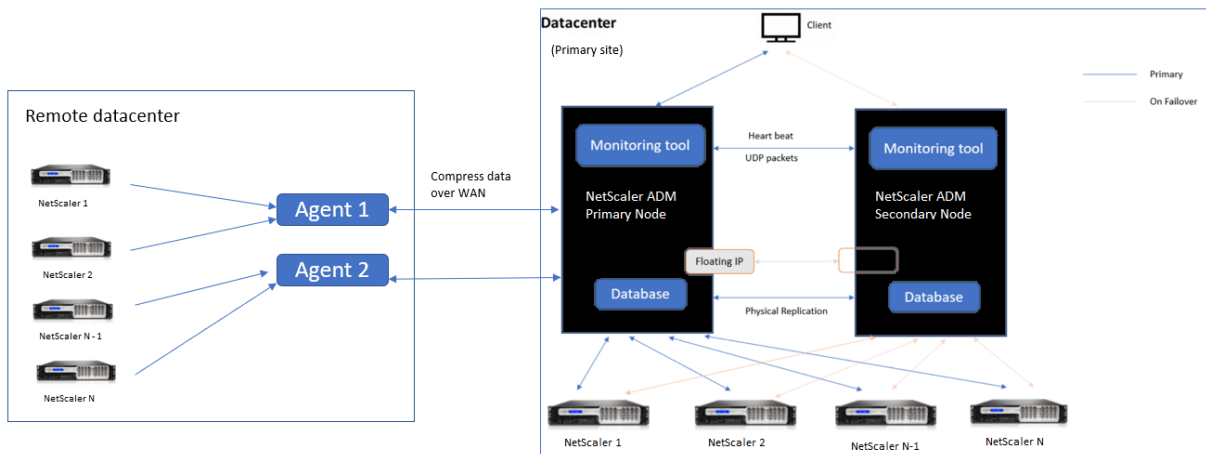 Remote datacenter
NetScaler 1
NetScaler 2
NetScaler N - 1
NetScaler N
Agent 1
Agent 2
Compress data
over WAN
Datacenter
(Primary site)
Client
Primary
On Failover
Monitoring tool
NetScaler ADM
Primary Node
Heart beat
UDP packets
Monitoring tool
NetScaler ADM
Secondary Node
Floating IP
Database
Physical Replication
Database
NetScaler 1
NetScaler 2
NetScaler N-1
NetScaler N